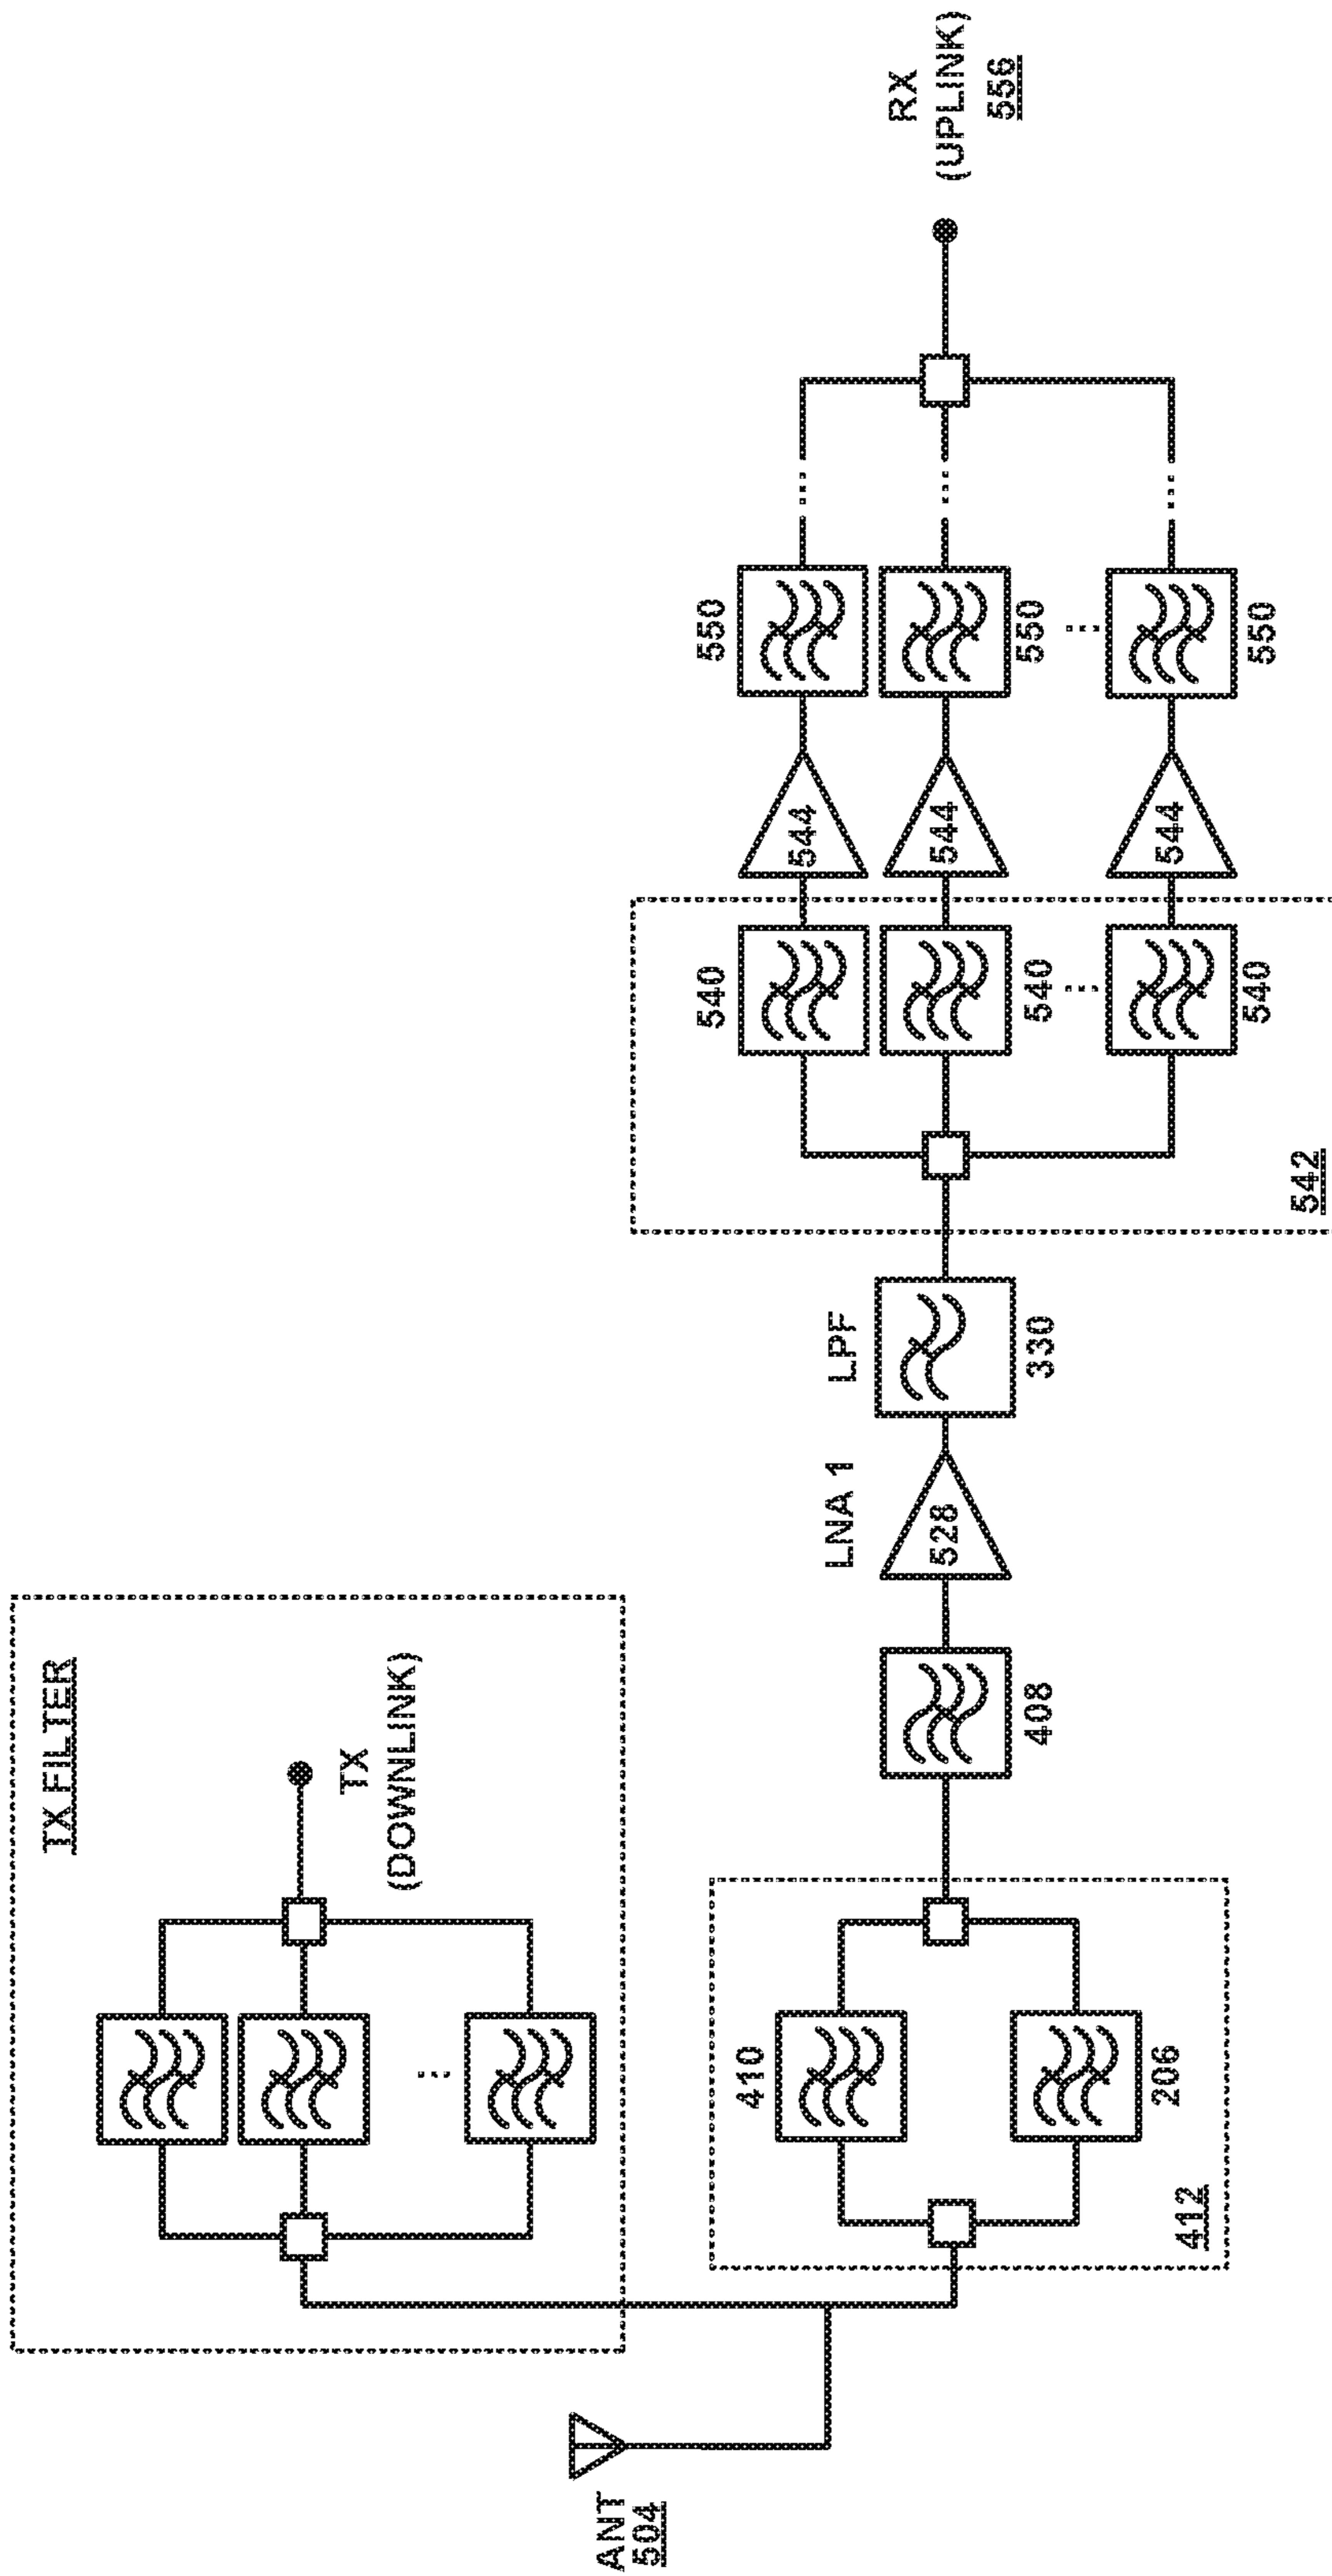 TX FILTER
TX
(DOWNLINK)
ANT
504
410
206
412
408
LNA 1
528
LPF
330
540
540
540
542
544
544
544
550
550
550
RX
(UPLINK)
556